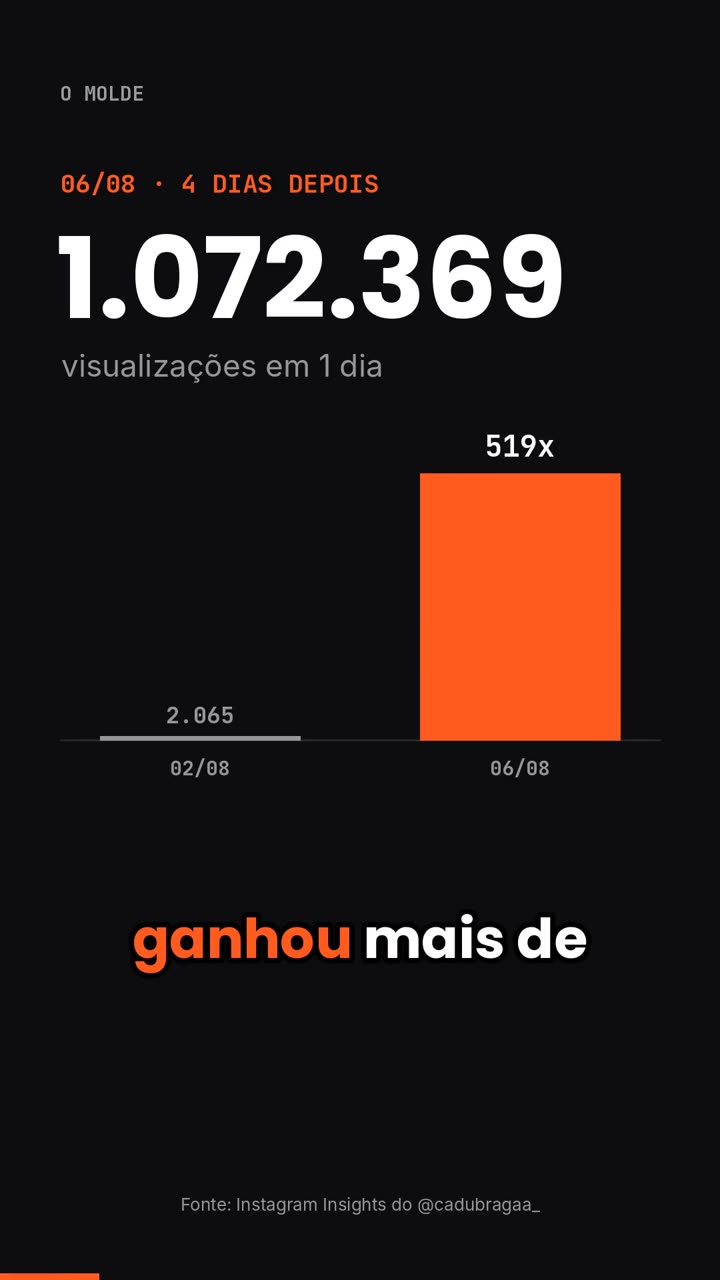 O MOLDE
06/08 · 4 DIAS DEPOIS
1.072.369
visualizações em 1 dia
519x
2.065
02/08
06/08
ganhou mais de
Fonte: Instagram Insights do @cadubragaa_